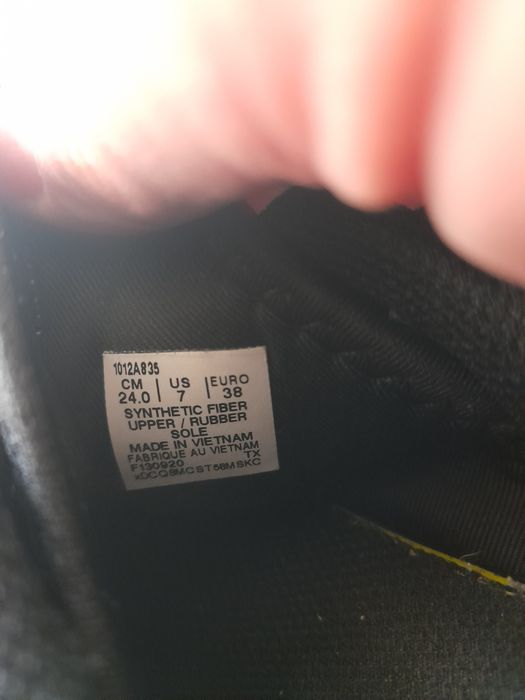 1012A835
CM | US | EURO
24.0 | 7 | 38
SYNTHETIC FIBER
UPPER / RUBBER
SOLE
MADE IN VIETNAM
FABRIQUE AU VIETNAM
F130920 TX